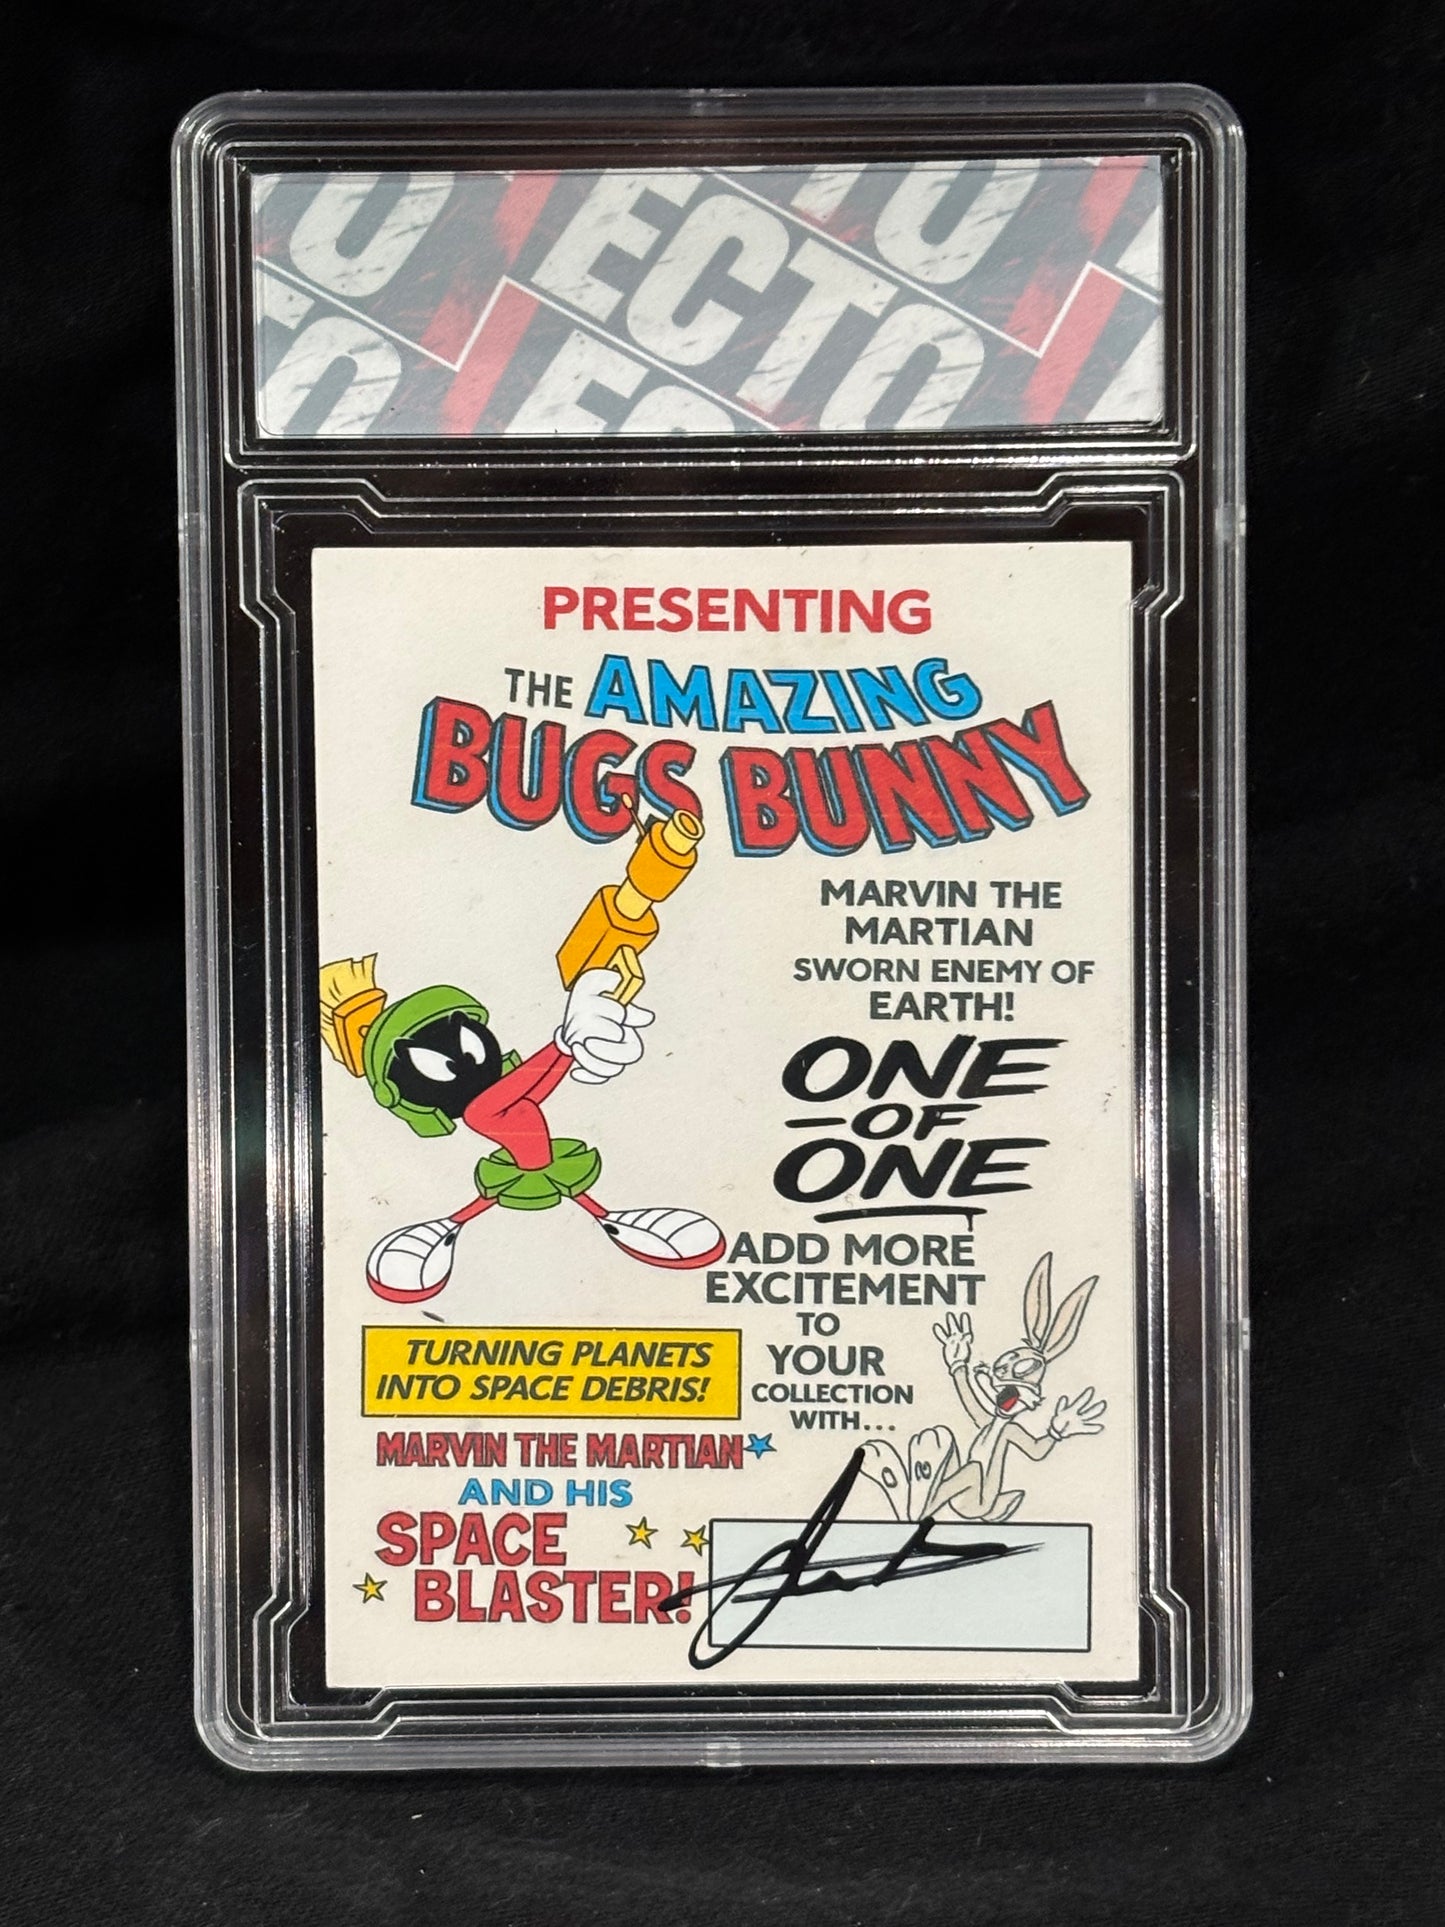 ECTO
PRESENTING
THE AMAZING
BUGS BUNNY
MARVIN THE
MARTIAN
SWORN ENEMY OF
EARTH!
ONE
-OF
ONE
ADD MORE
EXCITEMENT
TO
YOUR
COLLECTION
WITH...
TURNING PLANETS
INTO SPACE DEBRIS!
MARVIN THE MARTIAN
AND HIS
SPACE
BLASTER!